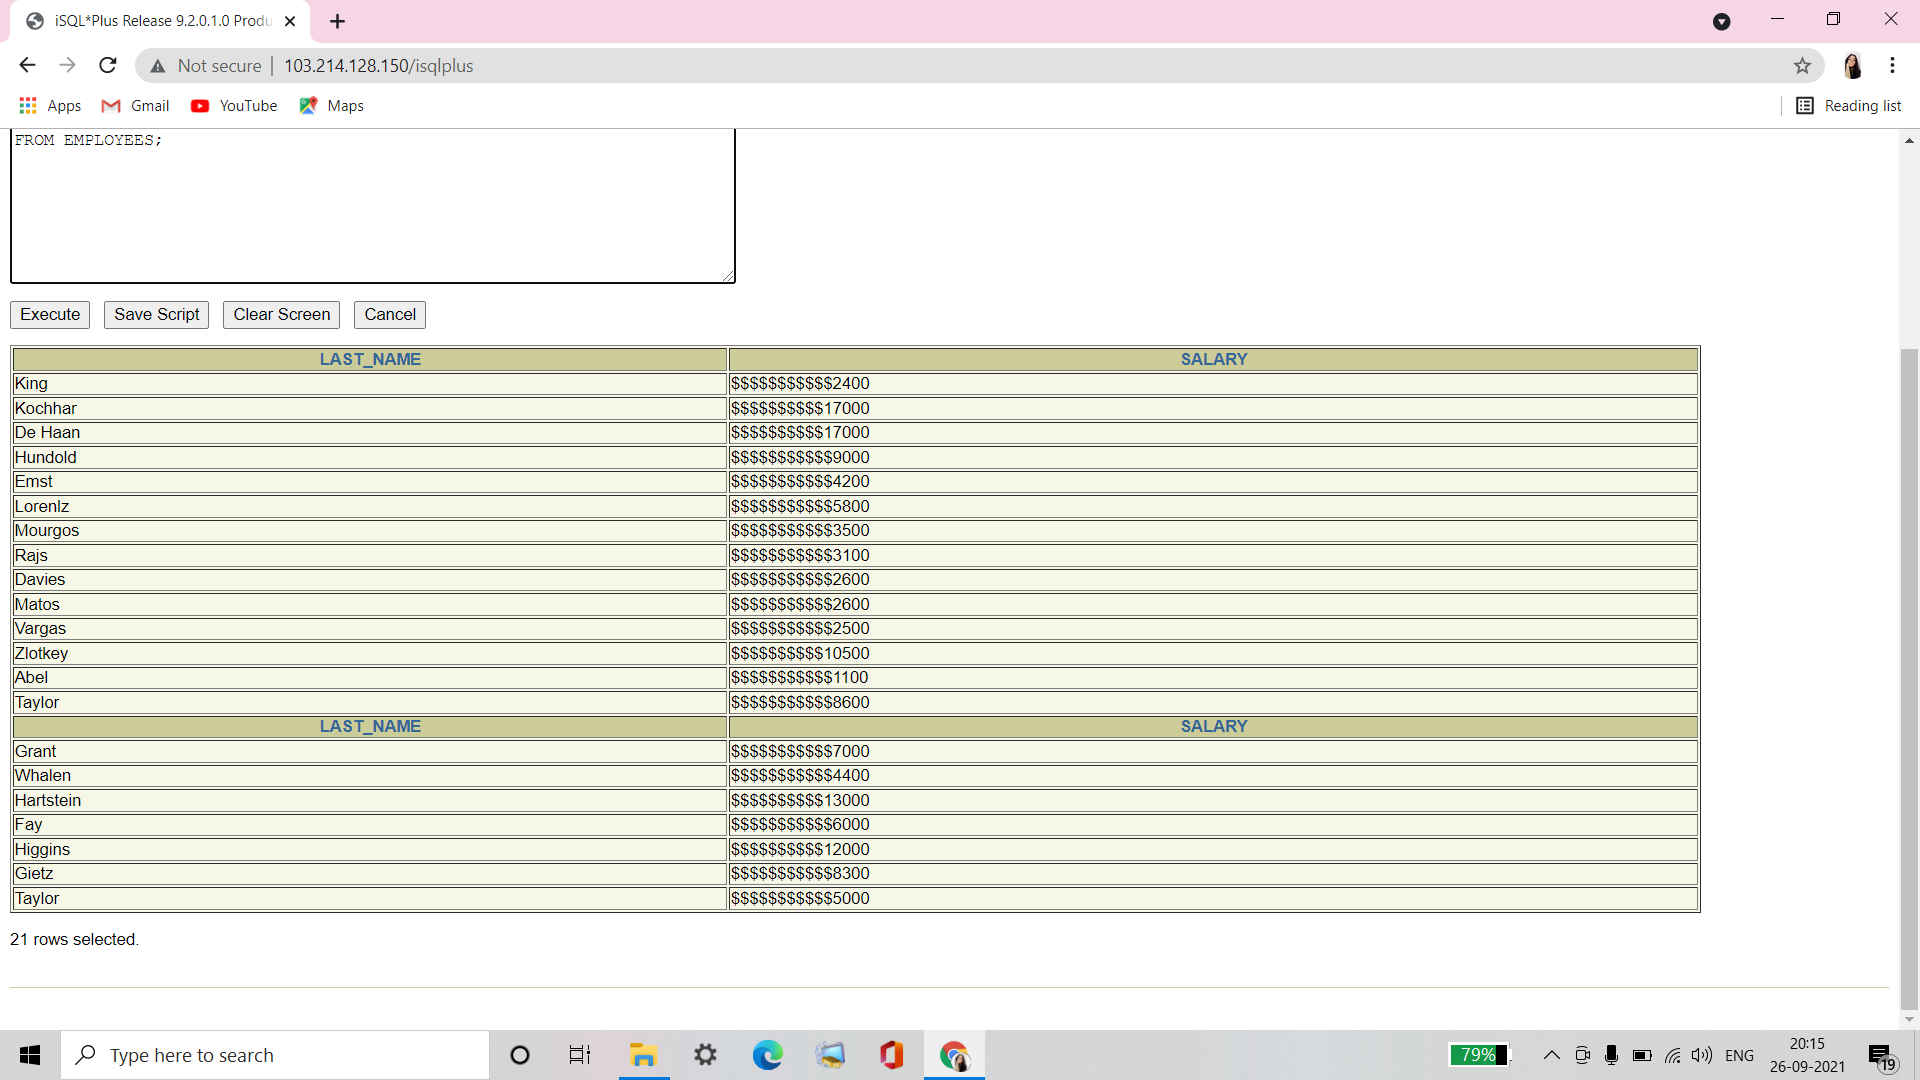 iSQL*Plus Release 9.2.0.1.0 Produ
Not secure | 103.214.128.150/isqlplus
Apps Gmail YouTube Maps Reading list
FROM EMPLOYEES;
Execute Save Script Clear Screen Cancel
LAST_NAME SALARY
King $$$$$$$$$$$2400
Kochhar $$$$$$$$$$17000
De Haan $$$$$$$$$$17000
Hundold $$$$$$$$$$$9000
Emst $$$$$$$$$$$4200
Lorenlz $$$$$$$$$$$5800
Mourgos $$$$$$$$$$$3500
Rajs $$$$$$$$$$$3100
Davies $$$$$$$$$$$2600
Matos $$$$$$$$$$$2600
Vargas $$$$$$$$$$$2500
Zlotkey $$$$$$$$$$10500
Abel $$$$$$$$$$$1100
Taylor $$$$$$$$$$$8600
LAST_NAME SALARY
Grant $$$$$$$$$$$7000
Whalen $$$$$$$$$$$4400
Hartstein $$$$$$$$$$13000
Fay $$$$$$$$$$$6000
Higgins $$$$$$$$$$12000
Gietz $$$$$$$$$$$8300
Taylor $$$$$$$$$$$5000
21 rows selected.
Type here to search
79%
ENG
20:15
26-09-2021
19